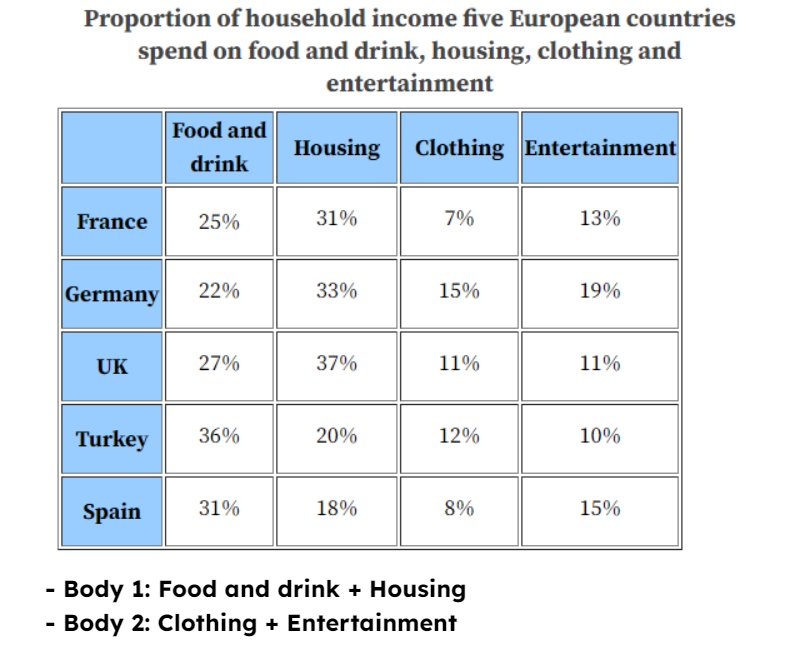 Proportion of household income five European countries
spend on food and drink, housing, clothing and
entertainment
Food and drink Housing Clothing Entertainment
France 25% 31% 7% 13%
Germany 22% 33% 15% 19%
UK 27% 37% 11% 11%
Turkey 36% 20% 12% 10%
Spain 31% 18% 8% 15%
- Body 1: Food and drink + Housing
- Body 2: Clothing + Entertainment